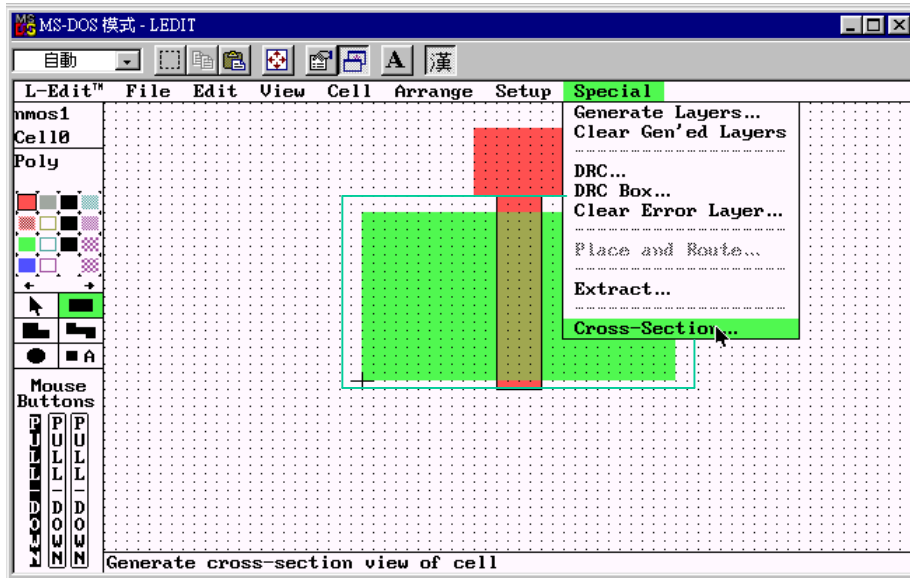 MS-DOS 模式 - LEDIT
自動
A 漢
L-Edit™ File Edit View Cell Arrange Setup Special
nmos1
Cell0
Poly
Generate Layers...
Clear Gen'ed Layers
DRC...
DRC Box...
Clear Error Layer...
Place and Route...
Extract...
Cross-Section...
A
Mouse
Buttons
PULL-DOWN
PULL-DOWN
PULL-DOWN
Generate cross-section view of cell